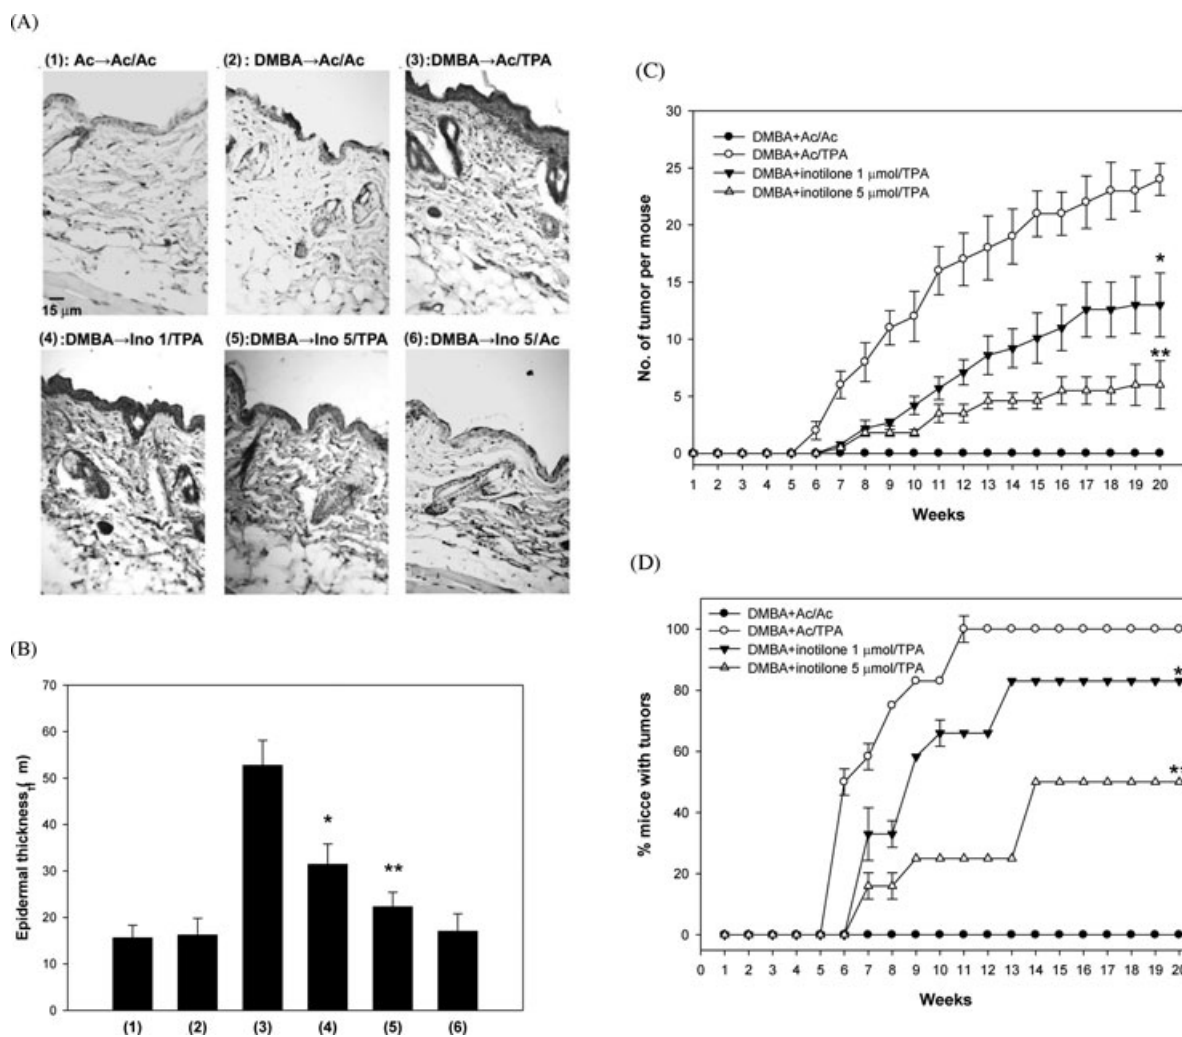 (A)
(1): Ac→Ac/Ac
(2): DMBA→Ac/Ac
(3):DMBA→Ac/TPA
15 μm
(4):DMBA→Ino 1/TPA
(5):DMBA→Ino 5/TPA
(6):DMBA→Ino 5/Ac
(B)
70
60
50
40
30
20
10
0
Epidermal thickness, ( m)
*
**
(1)
(2)
(3)
(4)
(5)
(6)
(C)
30
25
20
15
10
5
0
No. of tumor per mouse
DMBA+Ac/Ac
DMBA+Ac/TPA
DMBA+inotilone 1 μmol/TPA
DMBA+inotilone 5 μmol/TPA
*
**
1 2 3 4 5 6 7 8 9 10 11 12 13 14 15 16 17 18 19 20
Weeks
(D)
100
80
60
40
20
0
% micce with tumors
DMBA+Ac/Ac
DMBA+Ac/TPA
DMBA+inotilone 1 μmol/TPA
DMBA+inotilone 5 μmol/TPA
*
0 1 2 3 4 5 6 7 8 9 10 11 12 13 14 15 16 17 18 19 20
Weeks